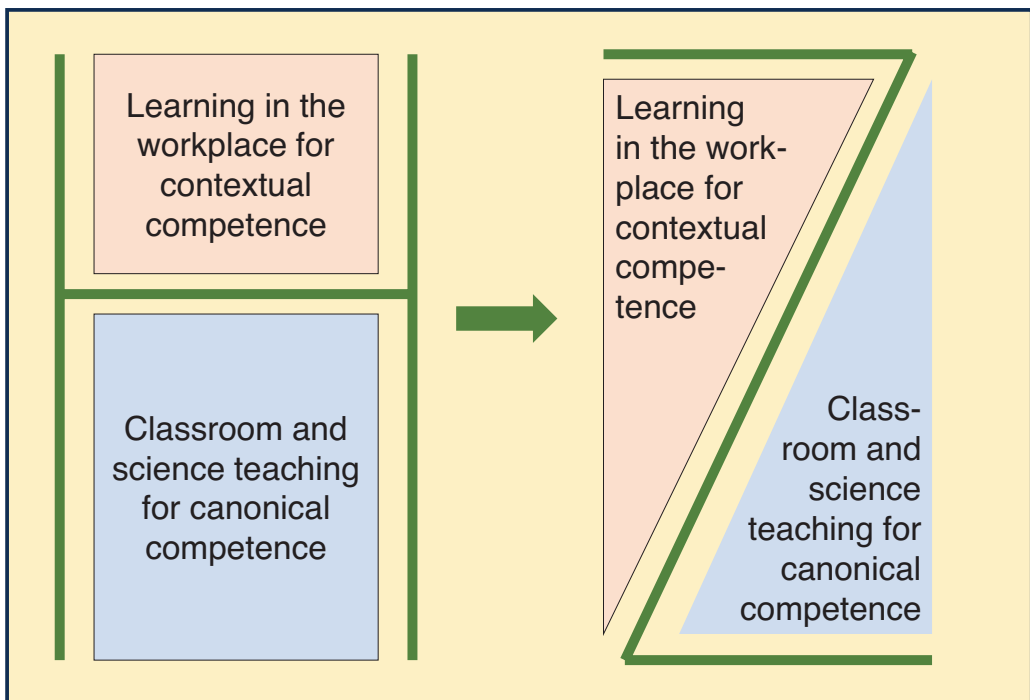 Learning in the
workplace for
contextual
competence
Classroom and
science teaching
for canonical
competence
Learning
in the work-
place for
contextual
compe-
tence
Class-
room and
science
teaching for
canonical
competence